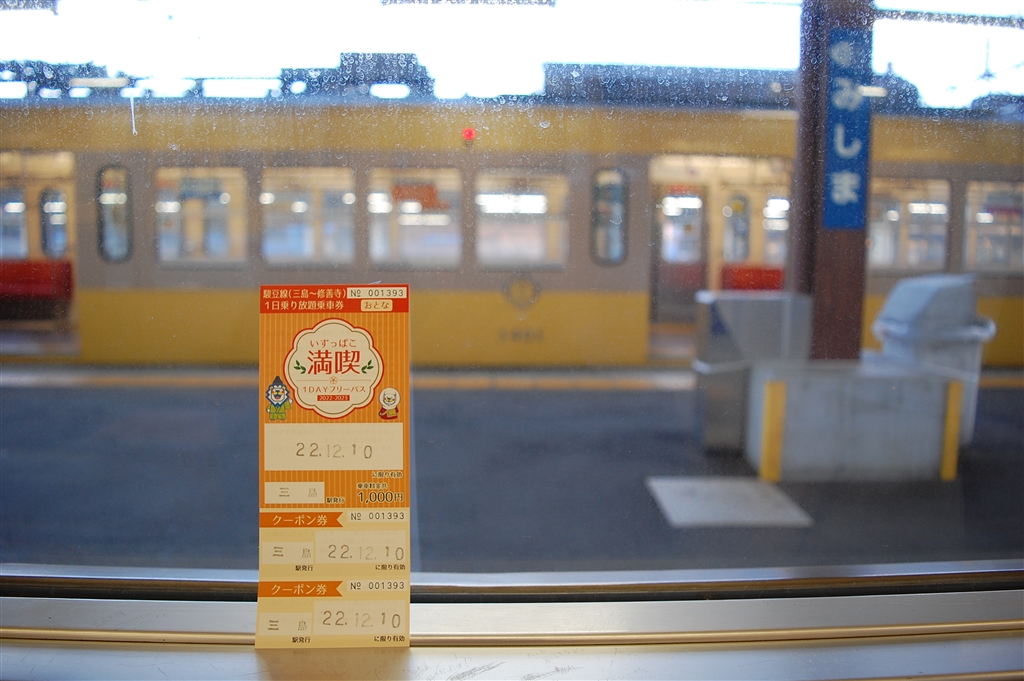 みしま
駿豆線(三島〜修善寺) № 001393
1日乗り放題乗車券 おとな
いずっぱこ
満喫
1DAYフリーパス
2022-2023
22.12.10
に限り有効
島 駅発行
乗車料金共
1,000円
クーポン券 № 001393
島 22.12.10
駅発行 に限り有効
クーポン券 № 001393
島 22.12.10
駅発行 に限り有効